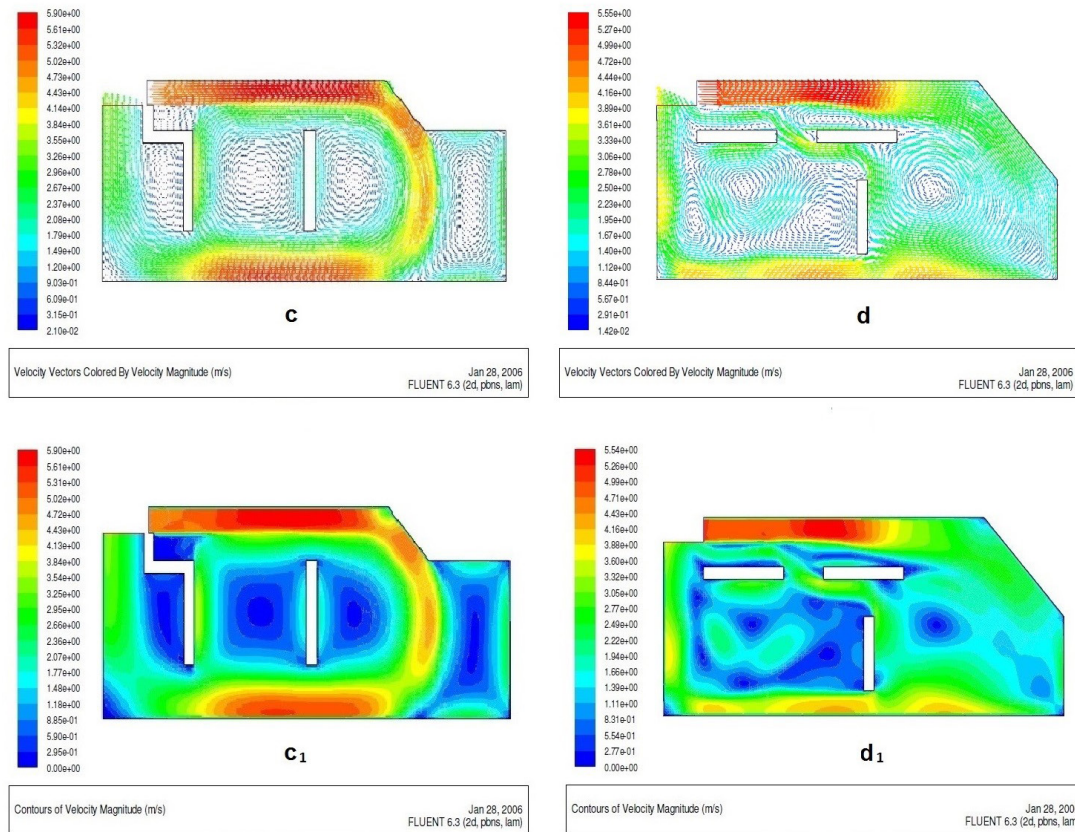 5.90e+00
5.61e+00
5.02e+00
4.73e+00
4.43e+00
4.14e+00
3.84e+00
3.55e+00
3.26e+00
2.96e+00
2.67e+00
2.37e+00
2.08e+00
1.79e+00
1.49e+00
1.20e+00
9.03e-01
6.09e-01
3.15e-01
2.10e-02
c
Velocity Vectors Colored By Velocity Magnitude (m/s)
Jan 28, 2006
FLUENT 6.3 (2d, pbns, lam)
5.55e+00
5.27e+00
4.99e+00
4.72e+00
4.44e+00
4.16e+00
3.89e+00
3.61e+00
3.33e+00
3.06e+00
2.78e+00
2.50e+00
2.23e+00
1.95e+00
1.67e+00
1.40e+00
1.12e+00
8.44e-01
5.67e-01
2.91e-01
1.42e-02
d
Velocity Vectors Colored By Velocity Magnitude (m/s)
Jan 28, 2006
FLUENT 6.3 (2d, pbns, lam)
5.90e+00
5.61e+00
5.31e+00
5.02e+00
4.72e+00
4.43e+00
4.13e+00
3.84e+00
3.54e+00
3.25e+00
2.95e+00
2.66e+00
2.36e+00
2.07e+00
1.77e+00
1.48e+00
1.18e+00
8.85e-01
5.90e-01
2.95e-01
0.00e+00
c1
Contours of Velocity Magnitude (m/s)
Jan 28, 2006
FLUENT 6.3 (2d, pbns, lam)
5.54e+00
5.26e+00
4.99e+00
4.71e+00
4.43e+00
4.16e+00
3.88e+00
3.60e+00
3.32e+00
3.05e+00
2.77e+00
2.49e+00
2.22e+00
1.94e+00
1.66e+00
1.39e+00
1.11e+00
8.31e-01
5.54e-01
2.77e-01
0.00e+00
d1
Contours of Velocity Magnitude (m/s)
Jan 28, 200
FLUENT 6.3 (2d, pbns, lam